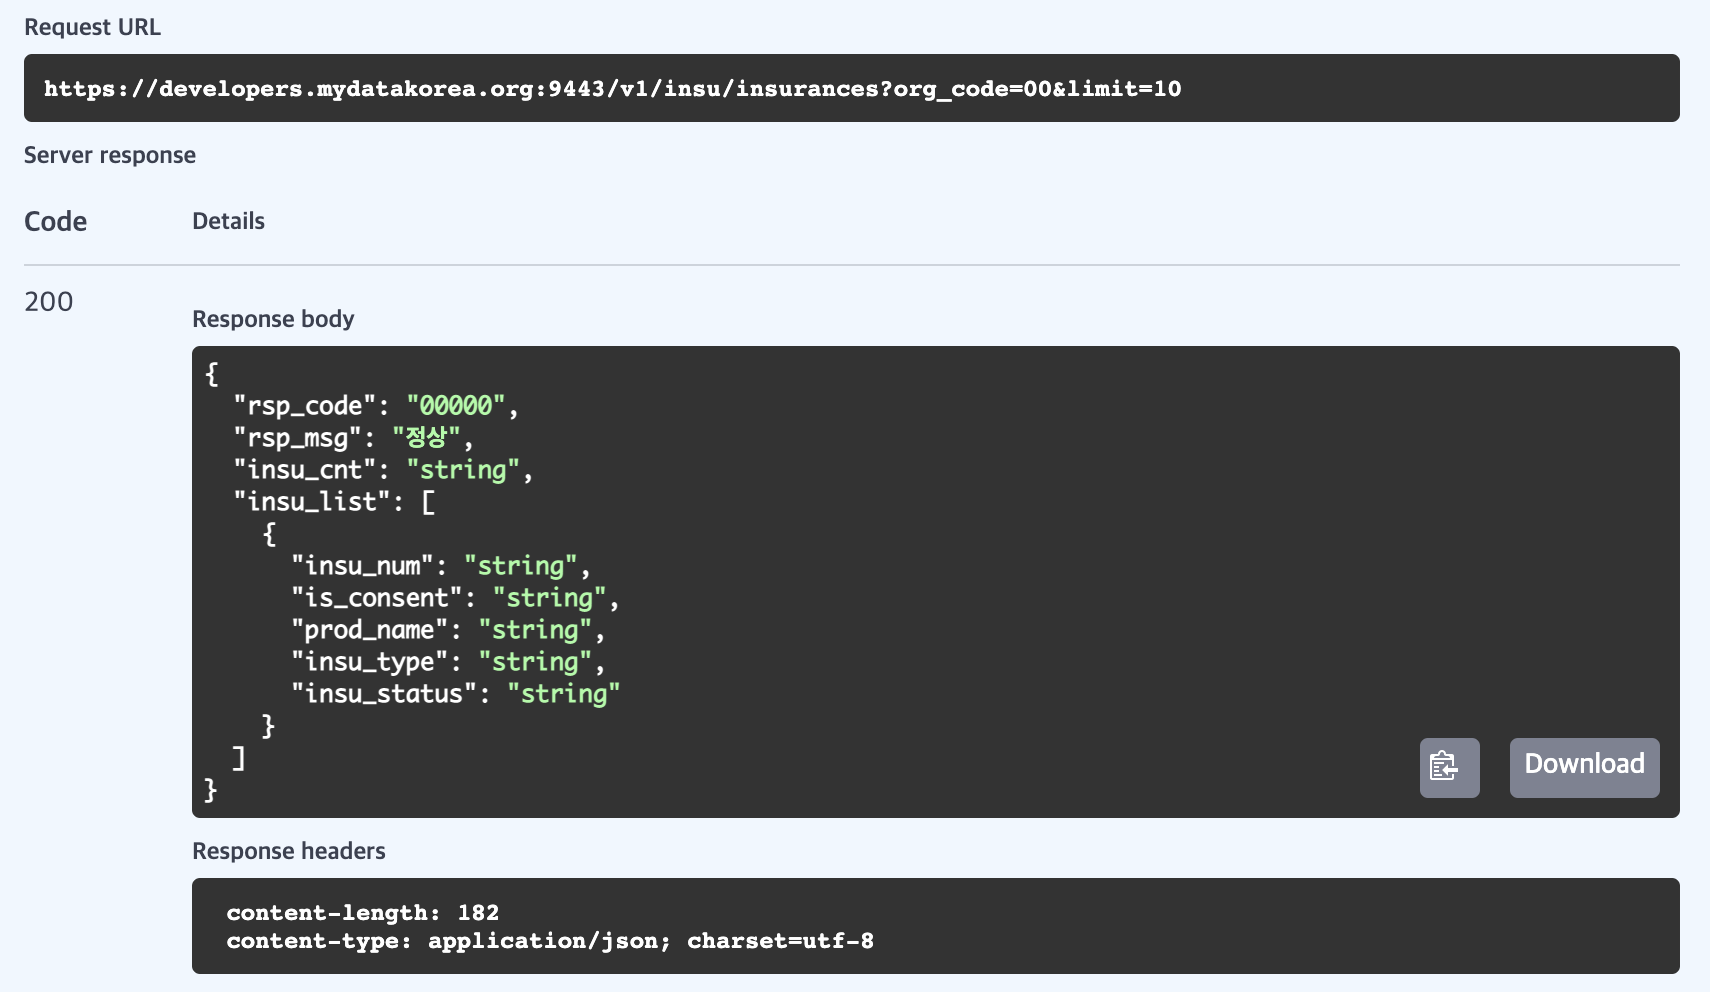 Request URL
https://developers.mydatakorea.org:9443/v1/insu/insurances?org_code=00&limit=10
Server response
Code Details
200
Response body
{
  "rsp_code": "00000",
  "rsp_msg": "정상",
  "insu_cnt": "string",
  "insu_list": [
    {
      "insu_num": "string",
      "is_consent": "string",
      "prod_name": "string",
      "insu_type": "string",
      "insu_status": "string"
    }
  ]
}
Download
Response headers
content-length: 182
content-type: application/json; charset=utf-8